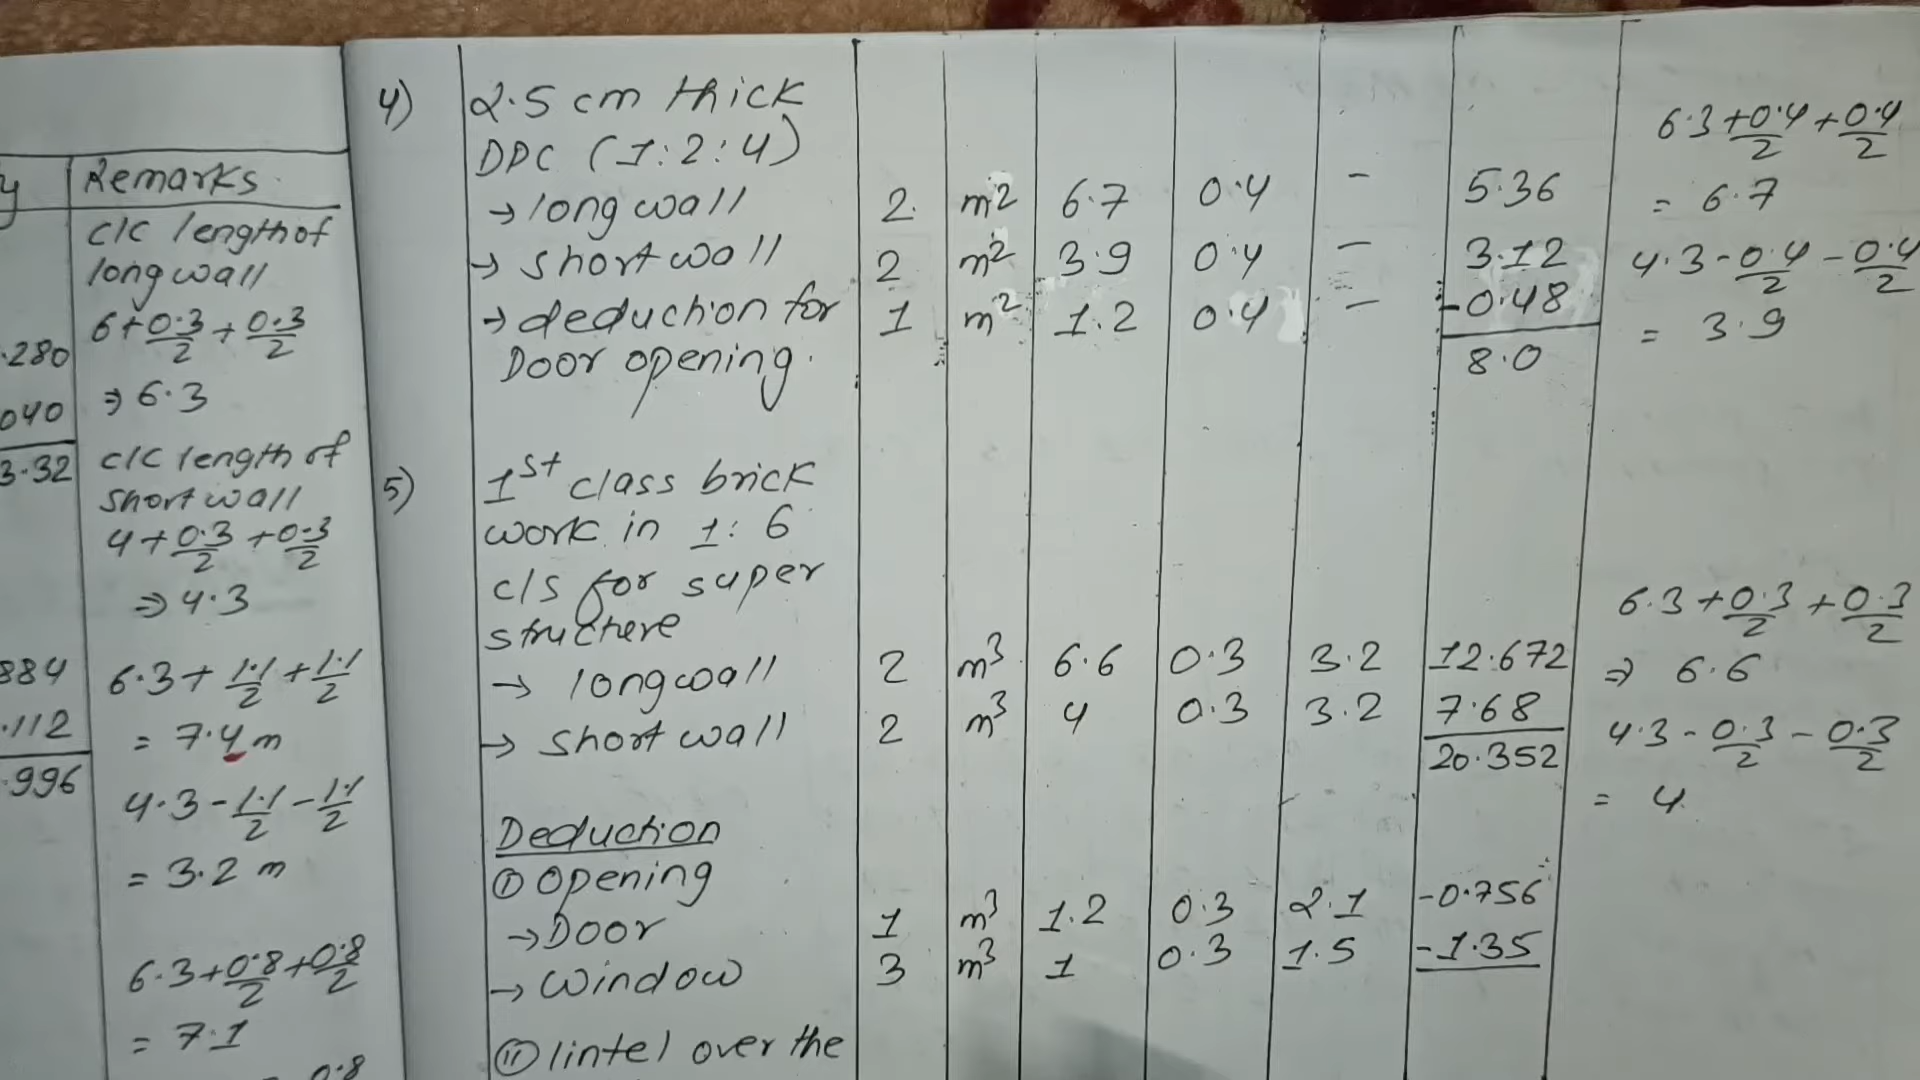 y | Remarks
c/c length of
long wall
6+0.3/2+0.3/2
.280
⇒ 6.3
040
3.32
c/c length of
short wall
4+0.3/2+0.3/2
⇒ 4.3
884
6.3+1.1/2+1.1/2
.112
= 7.4m
.996
4.3-1.1/2-1.1/2
= 3.2 m
6.3+0.8/2+0.8/2
= 7.1
0.8
4) 2.5 cm thick
DPC (1:2:4)
→ long wall 2. m2 6.7 0.4 - 5.36
→ short wall 2 m2 3.9 0.4 - 3.12
→ deduction for 1 m2 1.2 0.4 - -0.48
Door opening. 8.0
6.3+0.4/2+0.4/2
= 6.7
4.3-0.4/2-0.4/2
= 3.9
5) 1st class brick
work in 1:6
c/s for super
structere
→ long wall 2 m3 6.6 0.3 3.2 12.672
→ short wall 2 m3 4 0.3 3.2 7.68
20.352
6.3+0.3/2+0.3/2
⇒ 6.6
4.3-0.3/2-0.3/2
= 4
Deduction
(i) opening
→Door 1 m3 1.2 0.3 2.1 -0.756
→ window 3 m3 1 0.3 1.5 -1.35
(ii) lintel over the